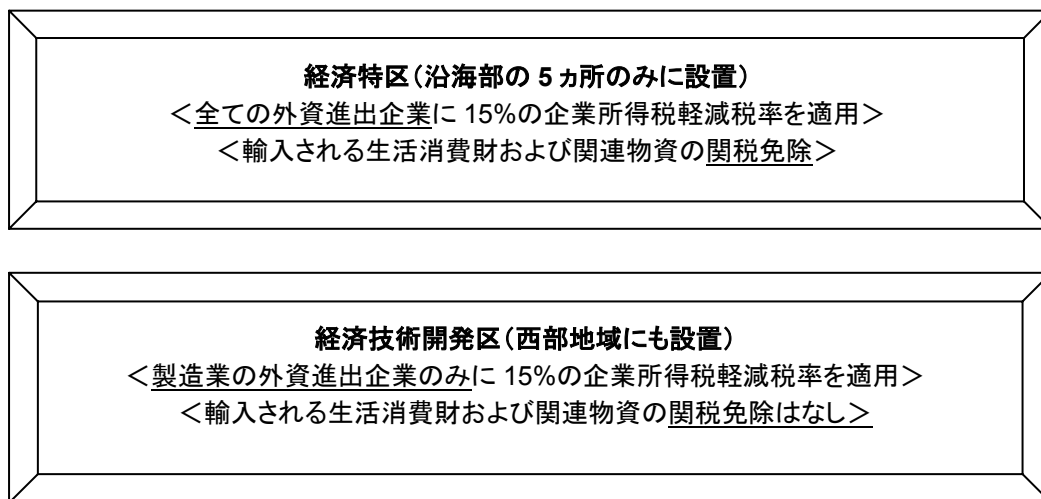 経済特区（沿海部の 5 ヵ所のみに設置）
＜全ての外資進出企業に 15%の企業所得税軽減税率を適用＞
＜輸入される生活消費財および関連物資の関税免除＞
経済技術開発区（西部地域にも設置）
＜製造業の外資進出企業のみに 15%の企業所得税軽減税率を適用＞
＜輸入される生活消費財および関連物資の関税免除はなし＞